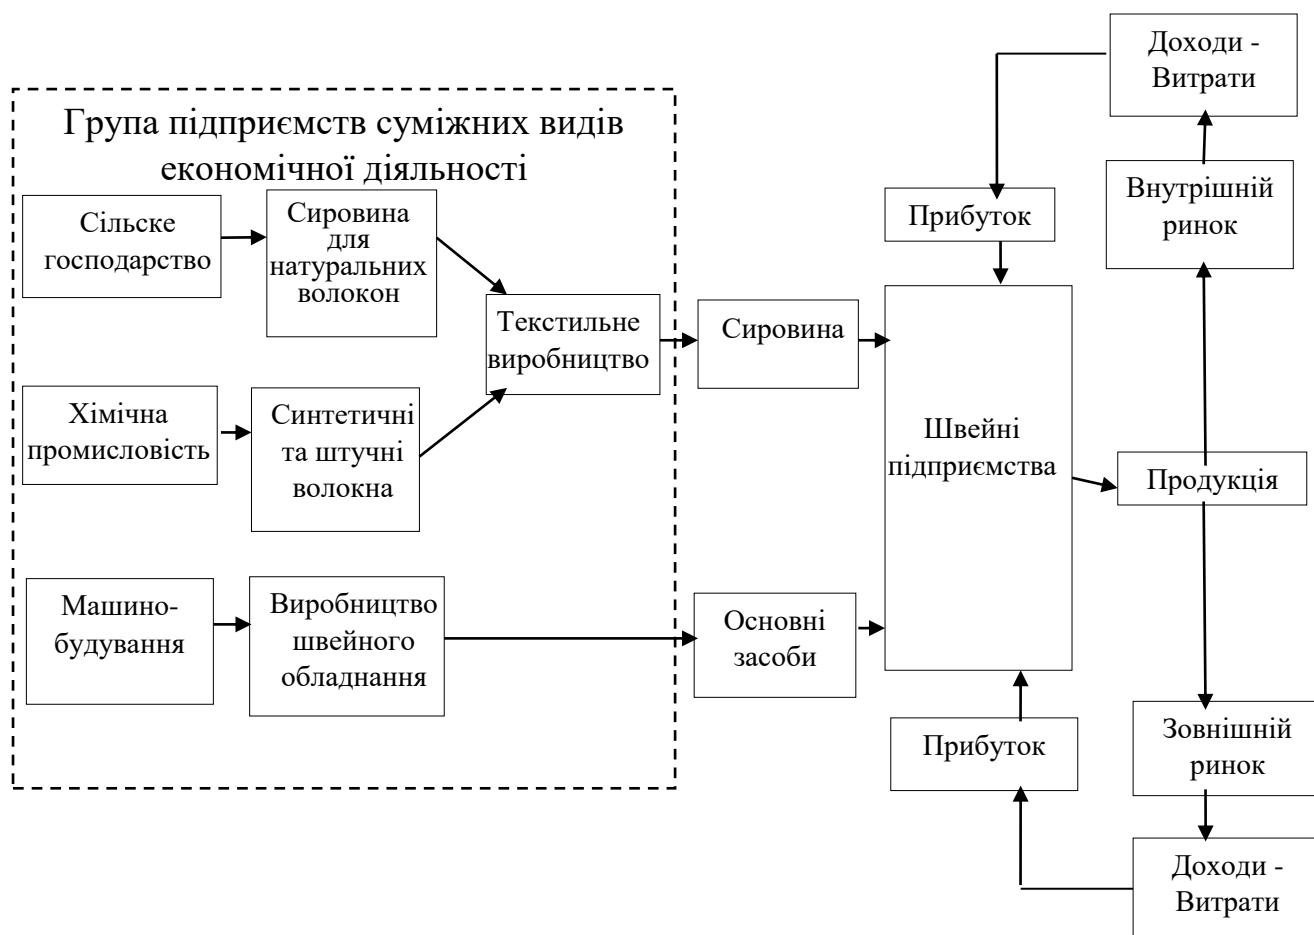 Група підприємств суміжних видів
економічної діяльності
Сільске
господарство
Сировина
для
натуральних
волокон
Текстильне
виробництво
Хімічна
промисловість
Синтетичні
та штучні
волокна
Машино-
будування
Виробництво
швейного
обладнання
Сировина
Основні
засоби
Прибуток
Швейні
підприємства
Прибуток
Доходи -
Витрати
Внутрішній
ринок
Продукція
Зовнішній
ринок
Доходи -
Витрати